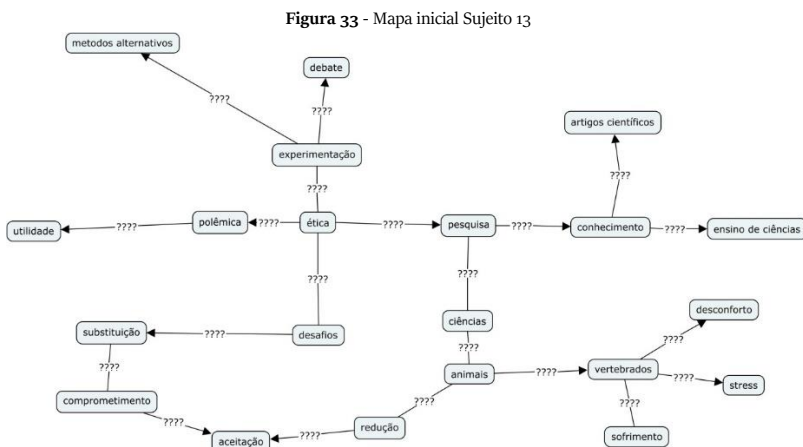 Figura 33 - Mapa inicial Sujeito 13
metodos alternativos
debate
????
????
artigos científicos
experimentação
????
????
utilidade
????
polêmica
????
ética
????
pesquisa
????
conhecimento
????
ensino de ciências
????
????
desconforto
substituição
????
desafios
ciências
????
????
????
animais
????
vertebrados
????
stress
comprometimento
????
????
????
aceitação
????
redução
sofrimento